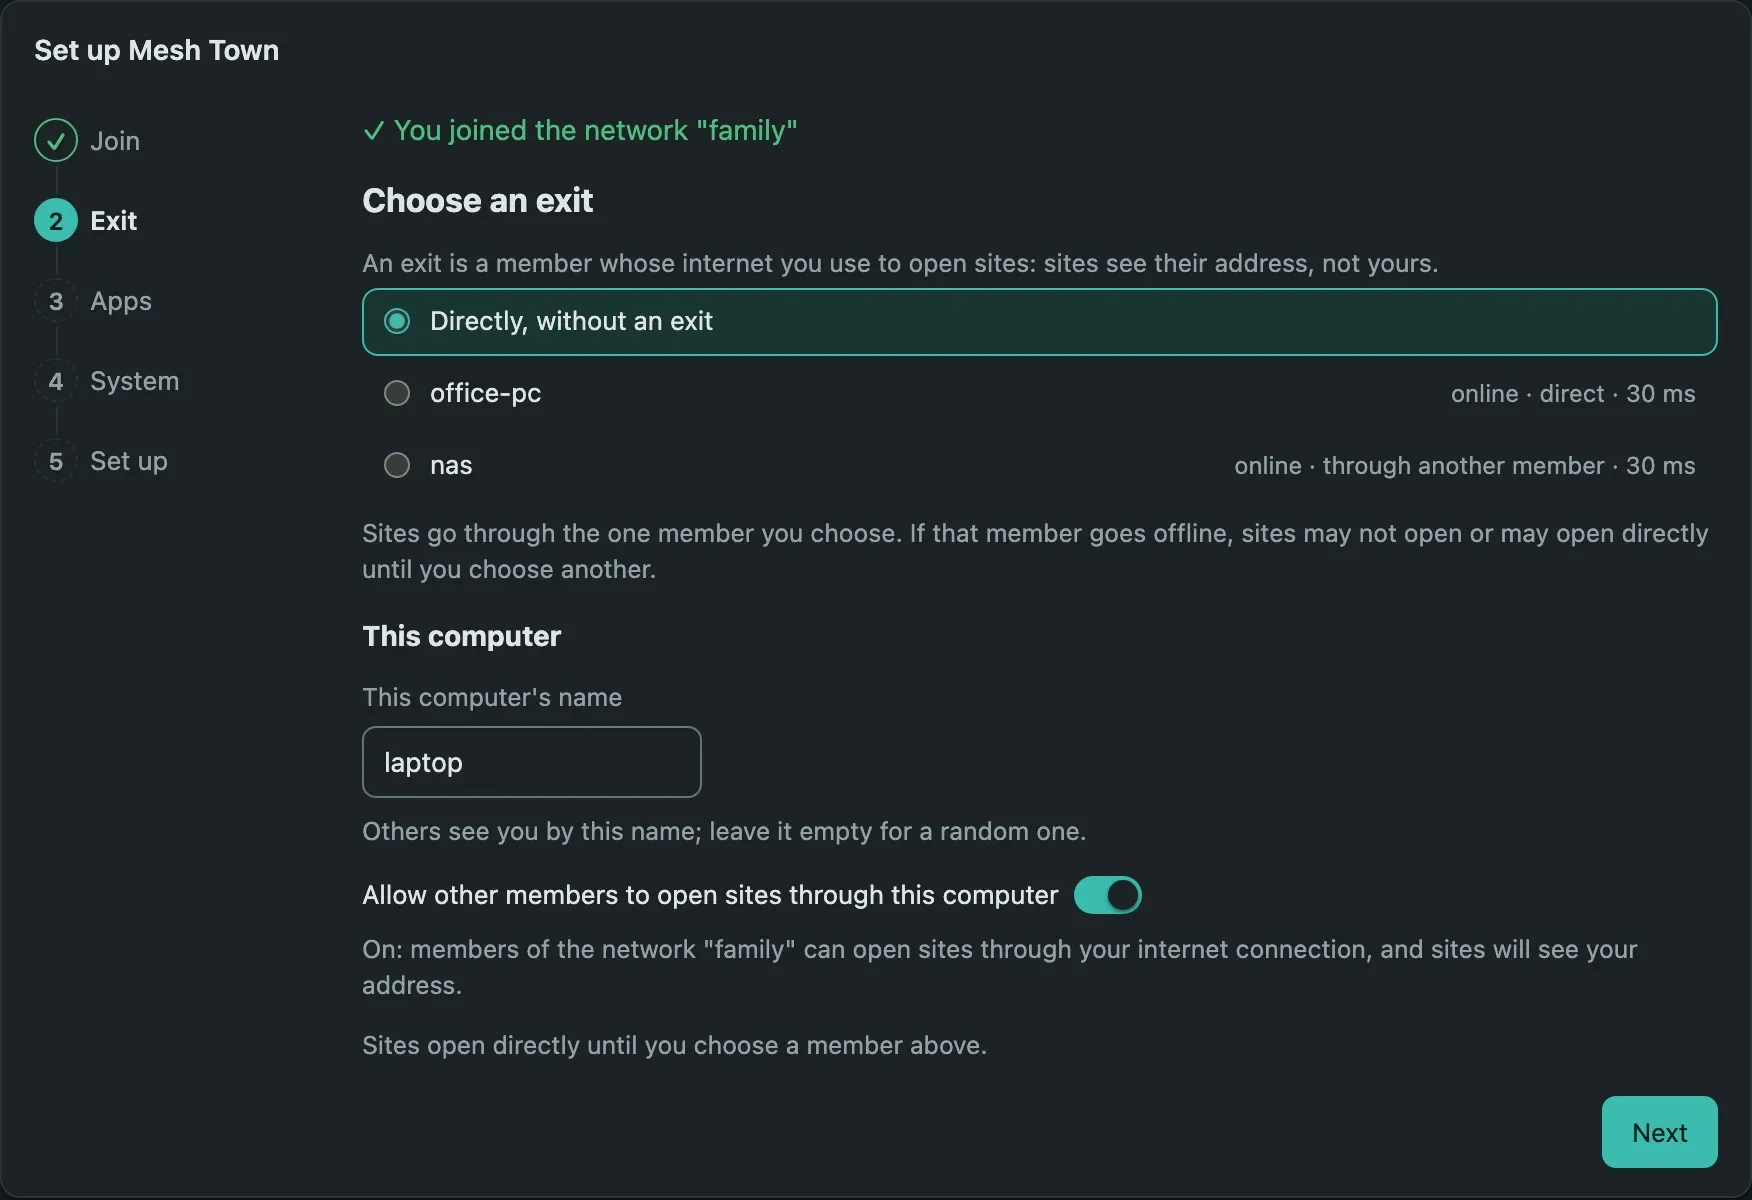 Set up Mesh Town
Join
2 Exit
3 Apps
4 System
5 Set up
✓ You joined the network "family"
Choose an exit
An exit is a member whose internet you use to open sites: sites see their address, not yours.
Directly, without an exit
office-pc online · direct · 30 ms
nas online · through another member · 30 ms
Sites go through the one member you choose. If that member goes offline, sites may not open or may open directly
until you choose another.
This computer
This computer's name
laptop
Others see you by this name; leave it empty for a random one.
Allow other members to open sites through this computer
On: members of the network "family" can open sites through your internet connection, and sites will see your
address.
Sites open directly until you choose a member above.
Next